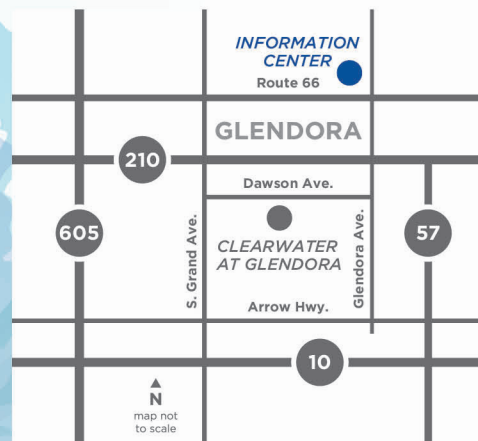 INFORMATION
CENTER
Route 66
GLENDORA
210
Dawson Ave.
605
S. Grand Ave.
CLEARWATER
AT GLENDORA
Glendora Ave.
57
Arrow Hwy.
10
N
map not
to scale